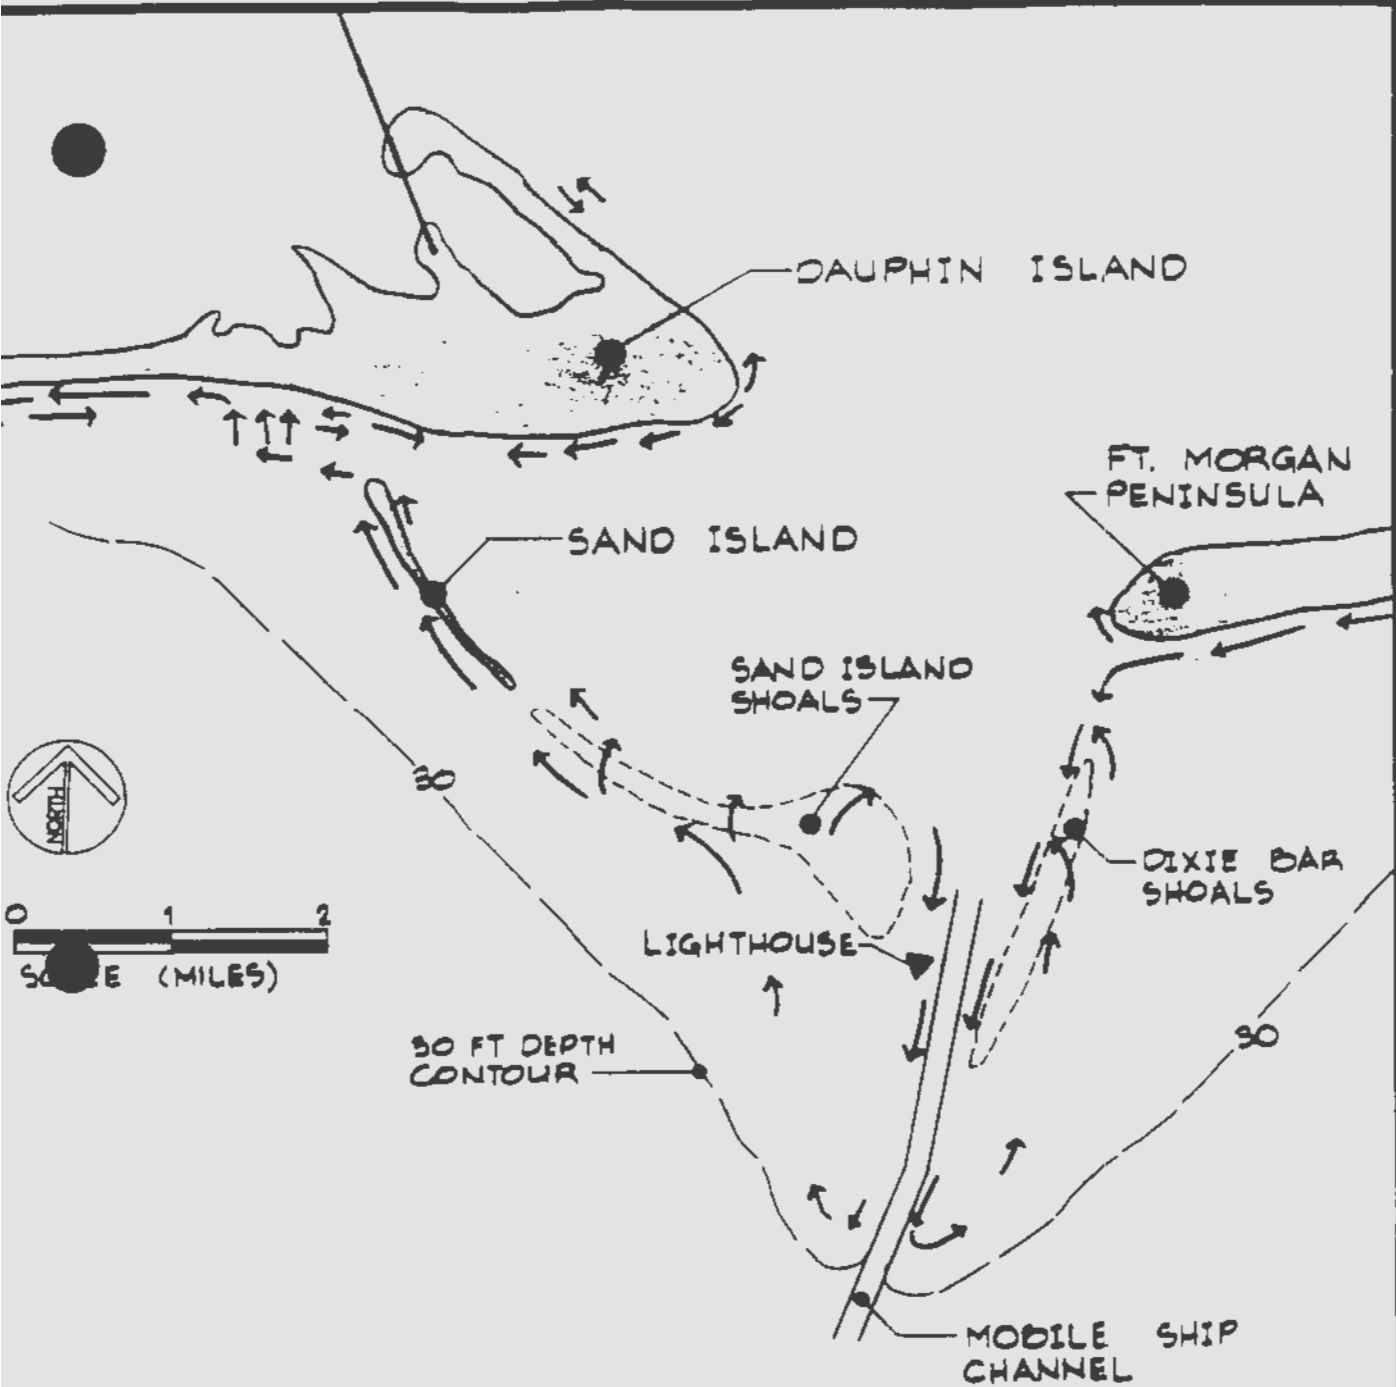 DAUPHIN ISLAND
FT. MORGAN
PENINSULA
SAND ISLAND
SAND ISLAND
SHOALS
30
NORTH
DIXIE BAR
SHOALS
0 1 2
(MILES)
LIGHTHOUSE
30 FT DEPTH
CONTOUR
30
MOBILE SHIP
CHANNEL